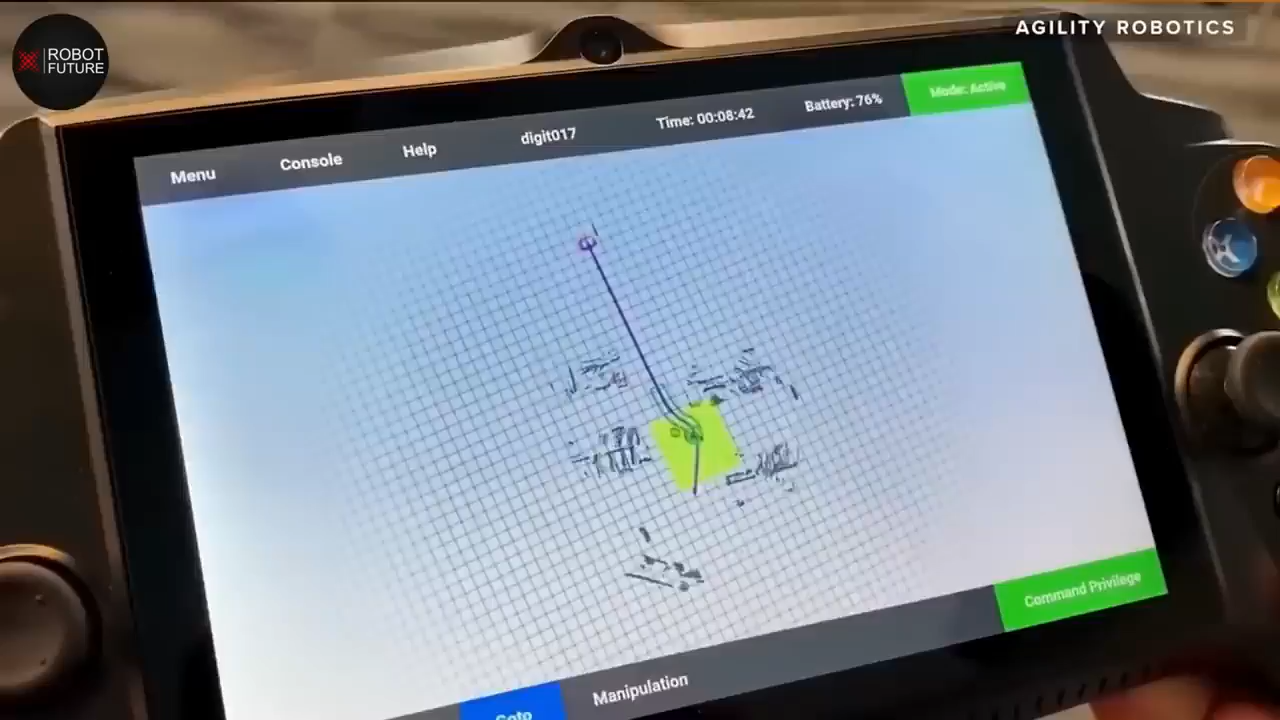 ROBOT
FUTURE
AGILITY ROBOTICS
Menu
Console
Help
digit017
Time: 00:08:42
Battery: 76%
Mode: Active
Command Privilege
Goto
Manipulation